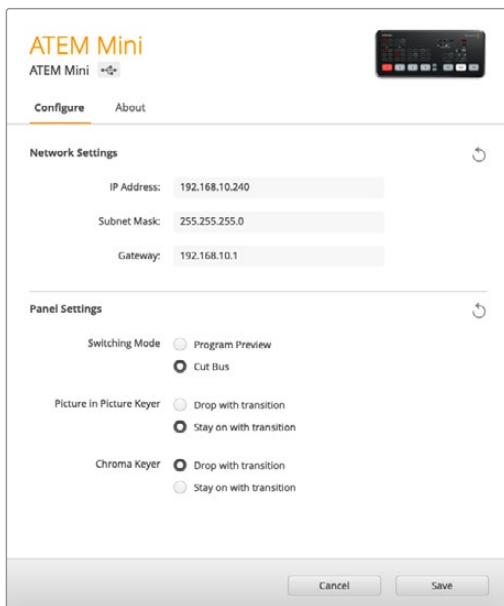 ATEM Mini
ATEM Mini
Configure About
Network Settings
IP Address: 192.168.10.240
Subnet Mask: 255.255.255.0
Gateway: 192.168.10.1
Panel Settings
Switching Mode Program Preview
Cut Bus
Picture in Picture Keyer Drop with transition
Stay on with transition
Chroma Keyer Drop with transition
Stay on with transition
Cancel Save